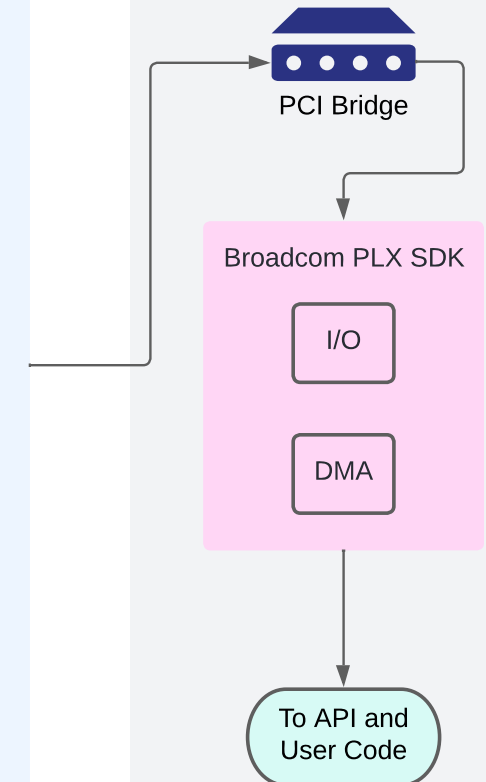 PCI Bridge
Broadcom PLX SDK
I/O
DMA
To API and
User Code